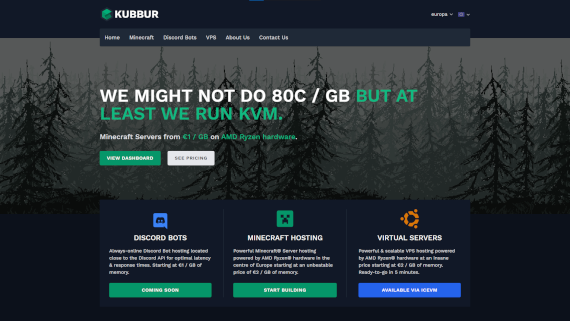 KUBBUR
europa
Home Minecraft Discord Bots VPS About Us Contact Us
WE MIGHT NOT DO 80C / GB BUT AT
LEAST WE RUN KVM.
Minecraft Servers from €1 / GB on AMD Ryzen hardware.
VIEW DASHBOARD SEE PRICING
DISCORD BOTS
Always-online Discord Bot hosting located
close to the Discord API for optimal latency
& response times. Starting at €1 / GB of
memory.
COMING SOON
MINECRAFT HOSTING
Powerful Minecraft® Server hosting
powered by AMD Ryzen® hardware in the
centre of Europe starting at an unbeatable
price of €2 / GB of memory.
START BUILDING
VIRTUAL SERVERS
Powerful & scalable VPS hosting powered
by AMD Ryzen® hardware at an insane
price starting at €3 / GB of memory.
Ready-to-go in 5 minutes.
AVAILABLE VIA ICEVM